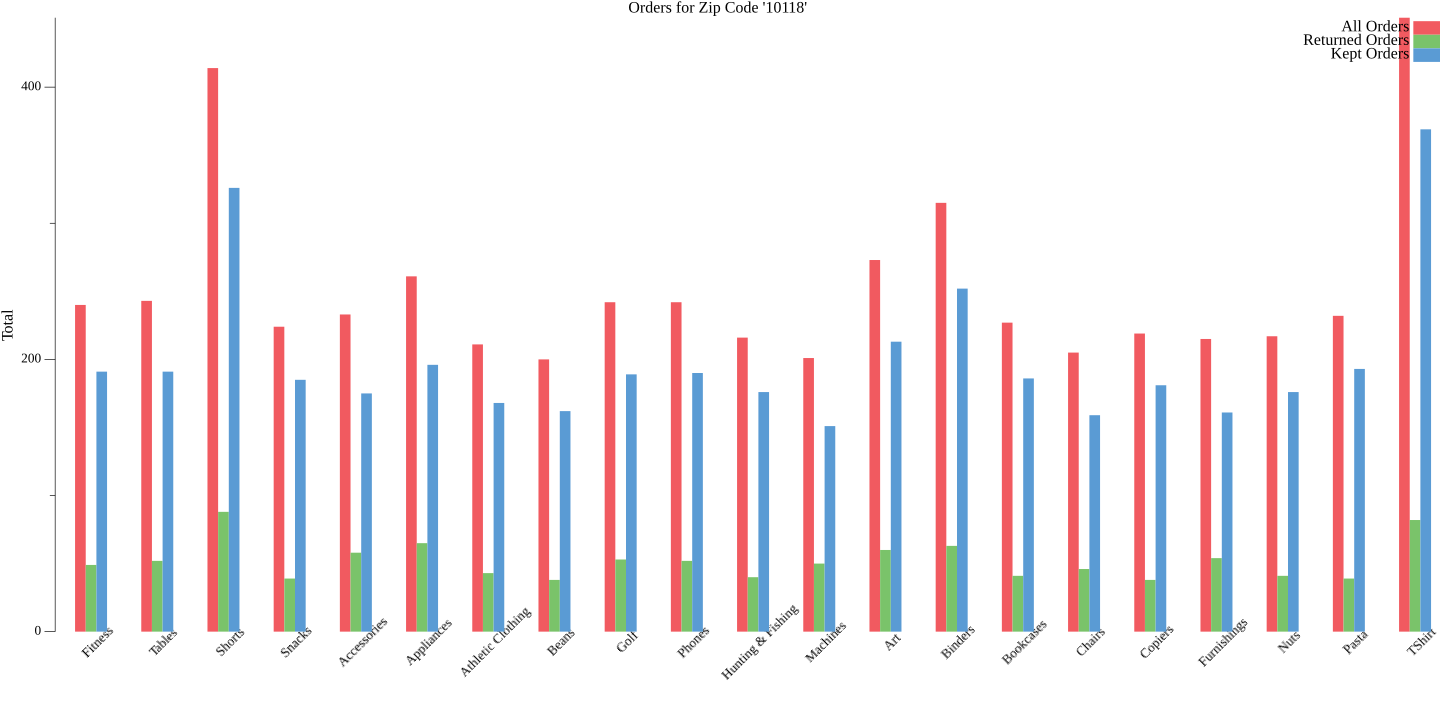 Orders for Zip Code '10118'
All Orders
Returned Orders
Kept Orders
Total
400
200
0
Fitness
Tables
Shorts
Snacks
Accessories
Appliances
Athletic Clothing
Beans
Golf
Phones
Hunting & Fishing
Machines
Art
Binders
Bookcases
Chairs
Copiers
Furnishings
Nuts
Pasta
TShirt